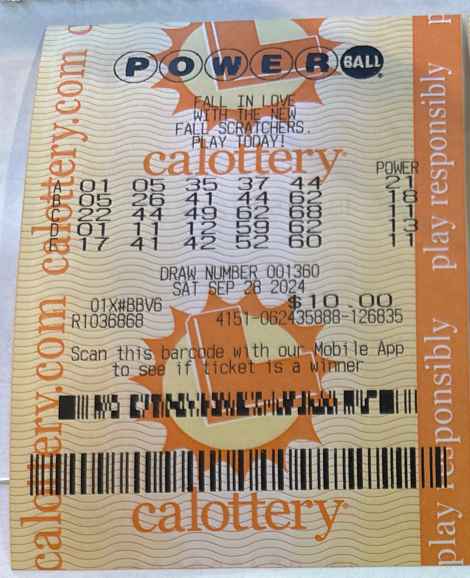 POWERBALL
FALL IN LOVE
WITH THE NEW
FALL SCRATCHERS.
PLAY TODAY!
calottery
POWER
A 01 05 35 37 44 21
B 05 26 41 44 62 18
C 22 44 49 62 68 11
D 01 11 12 59 62 13
E 17 41 42 52 60 11
DRAW NUMBER 001360
SAT SEP 28 2024
01X#BBV6 $10.00
R1036868 4151-062435888-126835
Scan this barcode with our Mobile App
to see if ticket is a winner
calottery
calottery.com
calottery.com
play responsibly
play responsibly